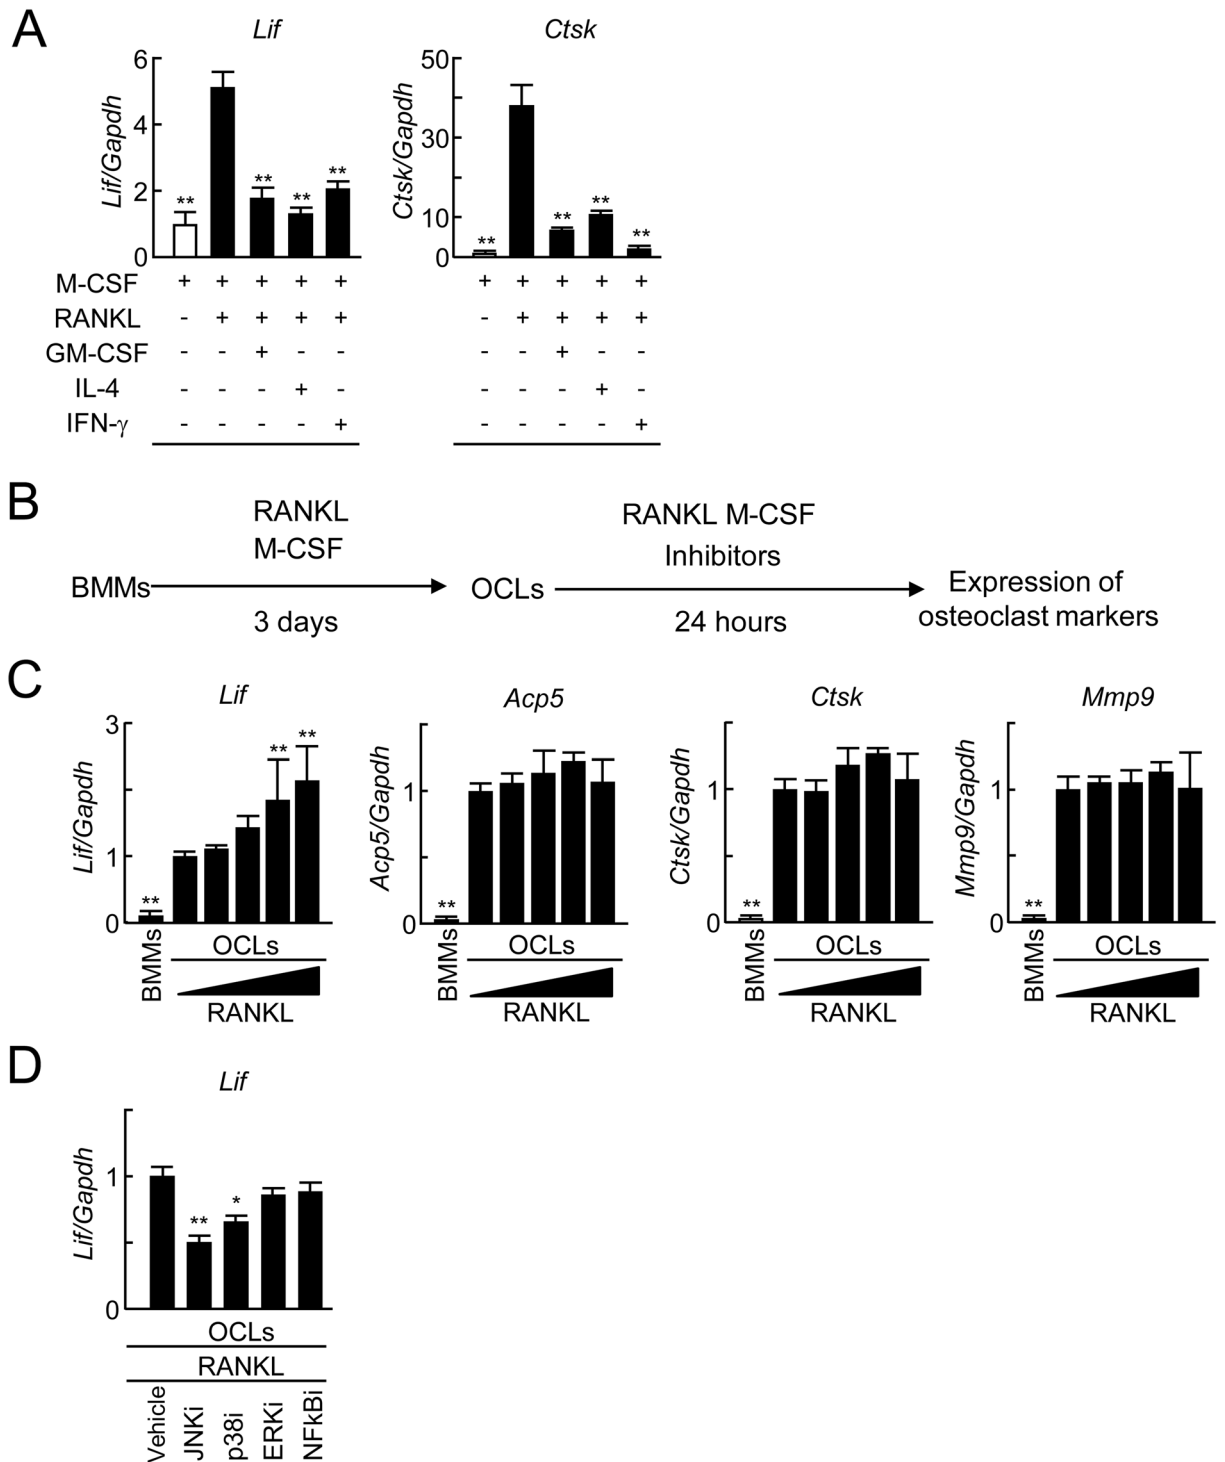 A
Lif
Ctsk
Lif/Gapdh
6
4
2
0
** ** ** **
Ctsk/Gapdh
50
30
10
0
** ** ** **
M-CSF + + + + + + + + + +
RANKL - + + + + - + + + +
GM-CSF - - + - - - - + - -
IL-4 - - - + - - - - + -
IFN-γ - - - - + - - - - +
B
BMMs
RANKL
M-CSF
3 days
OCLs
RANKL M-CSF
Inhibitors
24 hours
Expression of
osteoclast markers
C
Lif
Lif/Gapdh
3
1
0
** ** **
BMMs
OCLs
RANKL
Acp5
Acp5/Gapdh
1
0
**
BMMs
OCLs
RANKL
Ctsk
Ctsk/Gapdh
1
0
**
BMMs
OCLs
RANKL
Mmp9
Mmp9/Gapdh
1
0
**
BMMs
OCLs
RANKL
D
Lif
Lif/Gapdh
1
0
** *
OCLs
RANKL
Vehicle
JNKi
p38i
ERKi
NFkBi